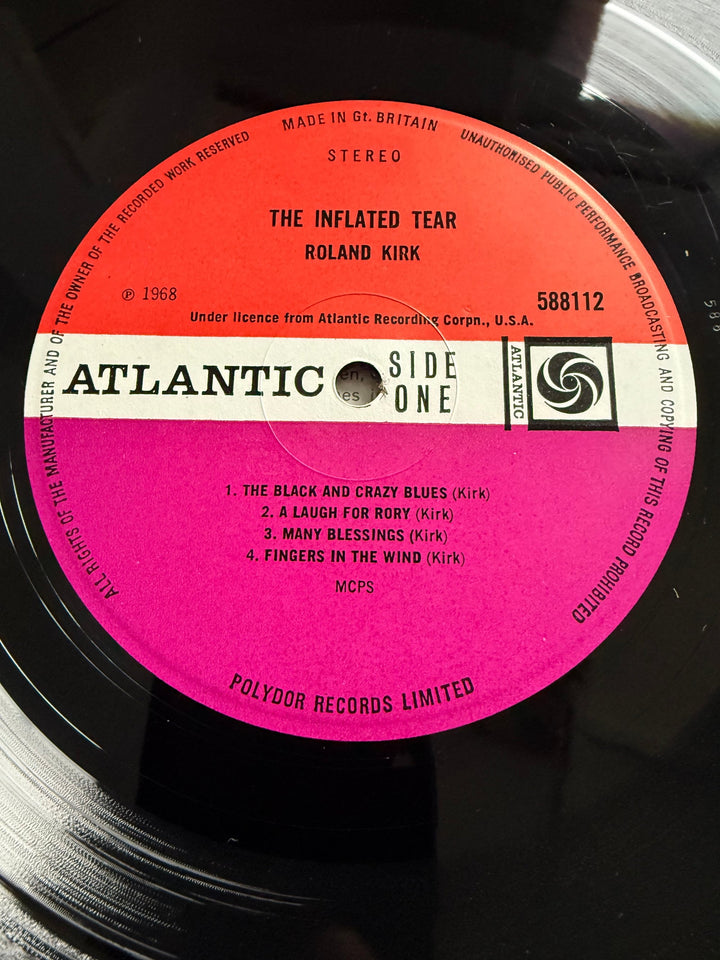 MADE IN Gt. BRITAIN
UNAUTHORISED PUBLIC PERFORMANCE BROADCASTING AND COPYING OF THIS RECORD PROHIBITED
ALL RIGHTS OF THE MANUFACTURER AND OF THE OWNER OF THE RECORDED WORK RESERVED
STEREO
THE INFLATED TEAR
ROLAND KIRK
℗ 1968
588112
Under licence from Atlantic Recording Corpn., U.S.A.
ATLANTIC
SIDE
ONE
ATLANTIC
1. THE BLACK AND CRAZY BLUES (Kirk)
2. A LAUGH FOR RORY (Kirk)
3. MANY BLESSINGS (Kirk)
4. FINGERS IN THE WIND (Kirk)
MCPS
POLYDOR RECORDS LIMITED